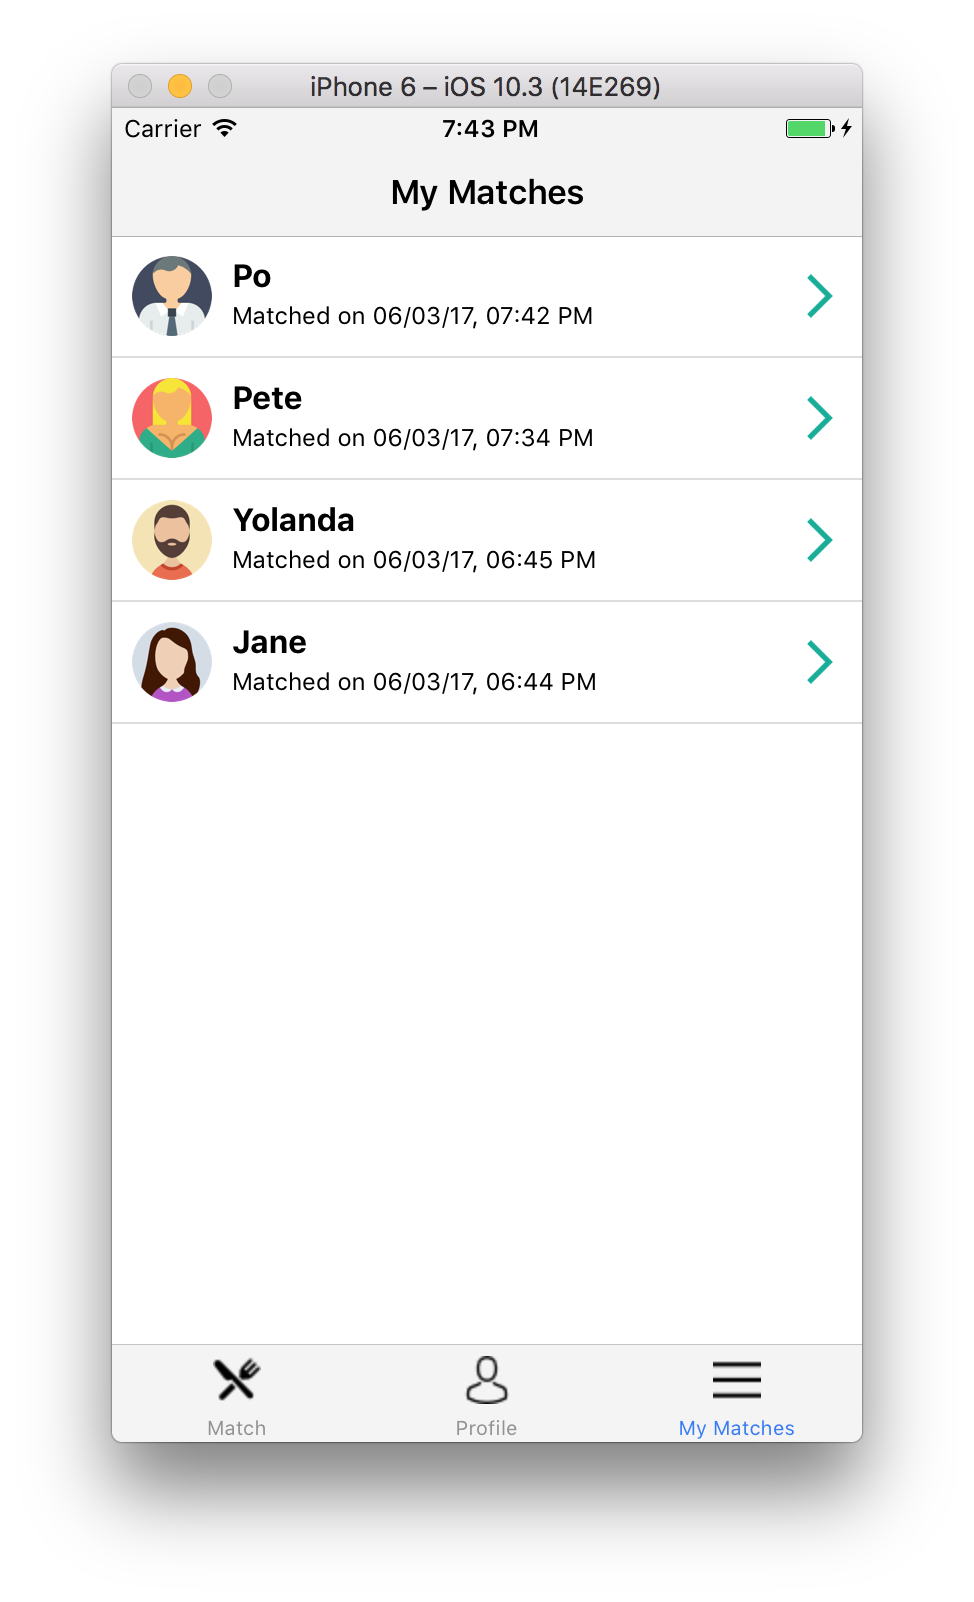 iPhone 6 – iOS 10.3 (14E269)
Carrier 7:43 PM
My Matches
Po
Matched on 06/03/17, 07:42 PM
Pete
Matched on 06/03/17, 07:34 PM
Yolanda
Matched on 06/03/17, 06:45 PM
Jane
Matched on 06/03/17, 06:44 PM
Match Profile My Matches